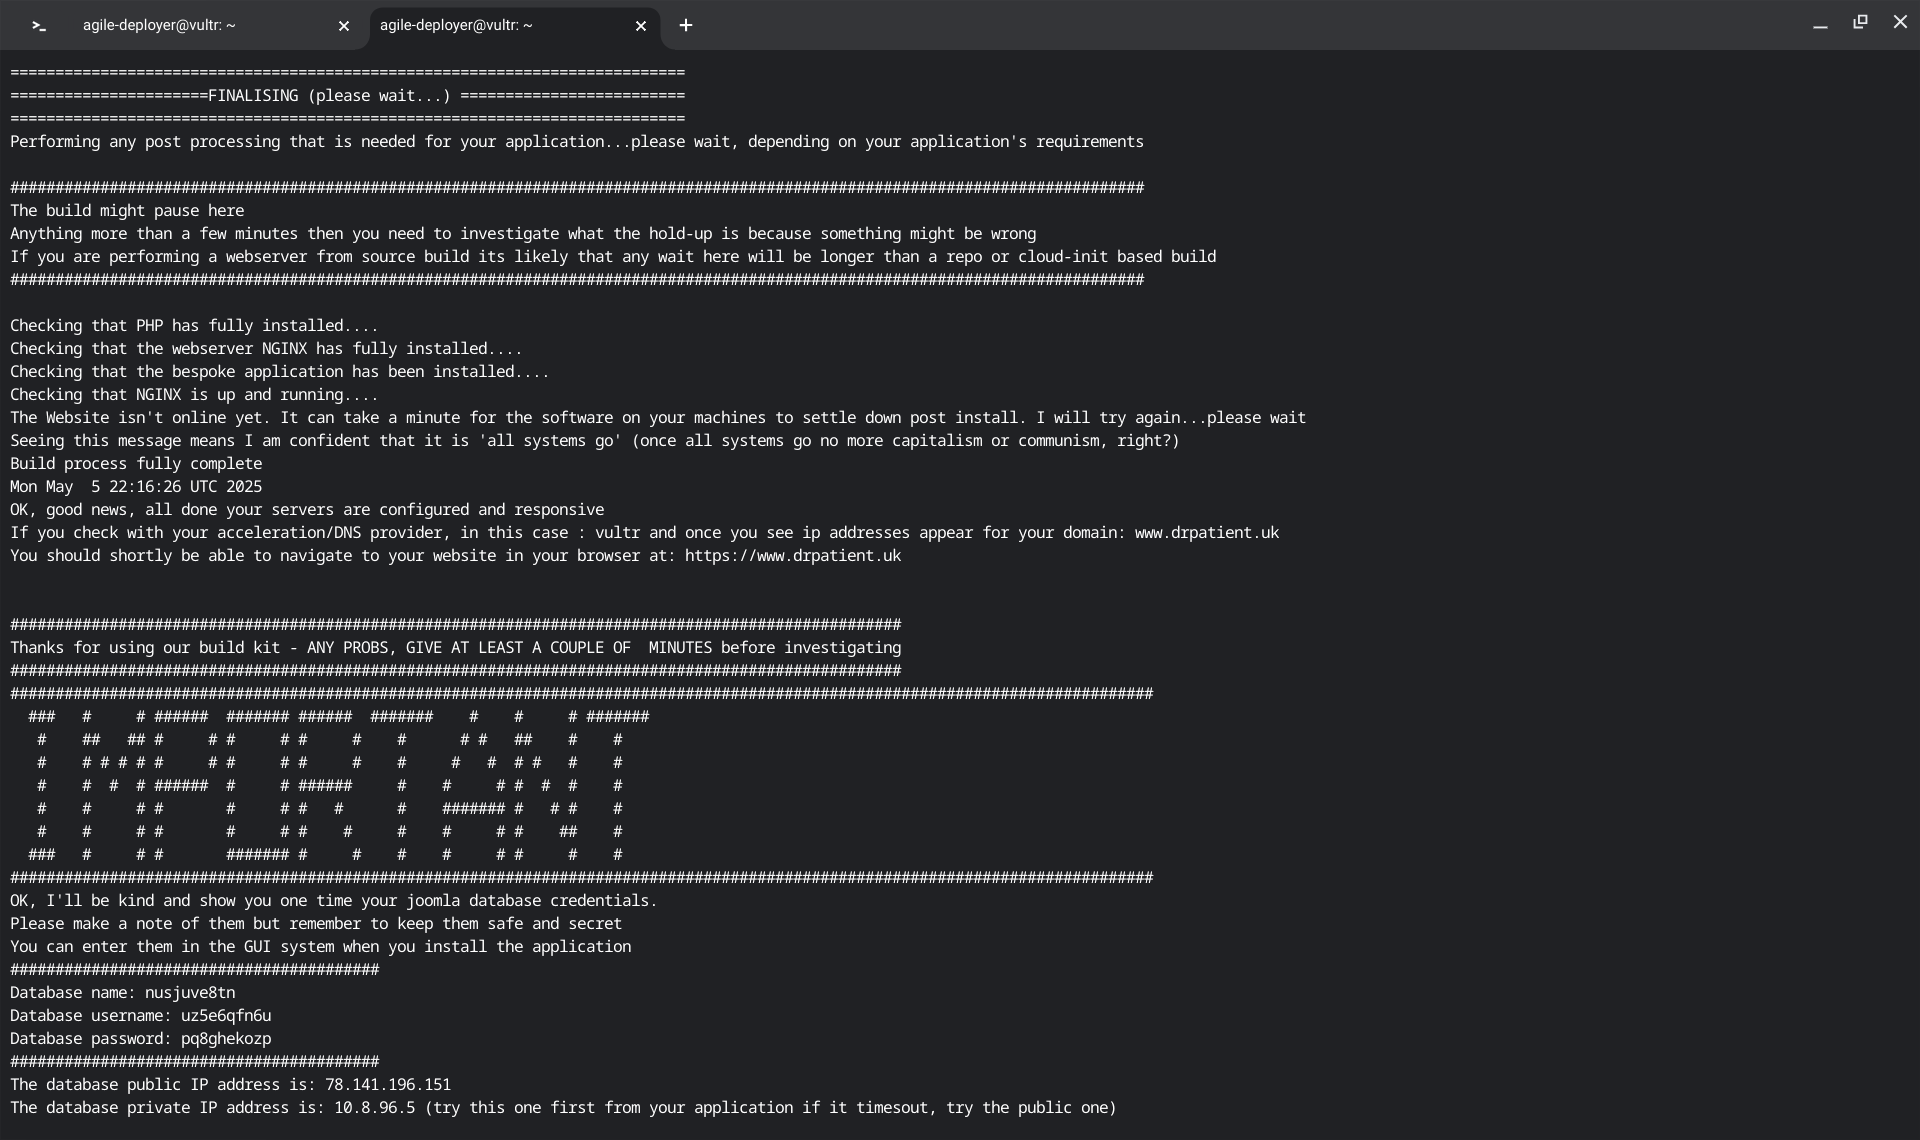 agile-deployer@vultr: ~
agile-deployer@vultr: ~
===========================================================================
======================FINALISING (please wait...) =========================
===========================================================================
Performing any post processing that is needed for your application...please wait, depending on your application's requirements
##############################################################################################################################
The build might pause here
Anything more than a few minutes then you need to investigate what the hold-up is because something might be wrong
If you are performing a webserver from source build its likely that any wait here will be longer than a repo or cloud-init based build
##############################################################################################################################
Checking that PHP has fully installed....
Checking that the webserver NGINX has fully installed....
Checking that the bespoke application has been installed....
Checking that NGINX is up and running....
The Website isn't online yet. It can take a minute for the software on your machines to settle down post install. I will try again...please wait
Seeing this message means I am confident that it is 'all systems go' (once all systems go no more capitalism or communism, right?)
Build process fully complete
Mon May  5 22:16:26 UTC 2025
OK, good news, all done your servers are configured and responsive
If you check with your acceleration/DNS provider, in this case : vultr and once you see ip addresses appear for your domain: www.drpatient.uk
You should shortly be able to navigate to your website in your browser at: https://www.drpatient.uk
###################################################################################################
Thanks for using our build kit - ANY PROBS, GIVE AT LEAST A COUPLE OF  MINUTES before investigating
###################################################################################################
###############################################################################################################################
  ###   #     # ######  ####### ######  #######    #    #     # #######
   #    ##   ## #     # #     # #     #    #      # #   ##    #    #
   #    # # # # #     # #     # #     #    #     #   #  # #   #    #
   #    #  #  # ######  #     # ######     #    #     # #  #  #    #
   #    #     # #       #     # #   #      #    ####### #   # #    #
   #    #     # #       #     # #    #     #    #     # #    ##    #
  ###   #     # #       ####### #     #    #    #     # #     #    #
###############################################################################################################################
OK, I'll be kind and show you one time your joomla database credentials.
Please make a note of them but remember to keep them safe and secret
You can enter them in the GUI system when you install the application
#########################################
Database name: nusjuve8tn
Database username: uz5e6qfn6u
Database password: pq8ghekozp
#########################################
The database public IP address is: 78.141.196.151
The database private IP address is: 10.8.96.5 (try this one first from your application if it timesout, try the public one)